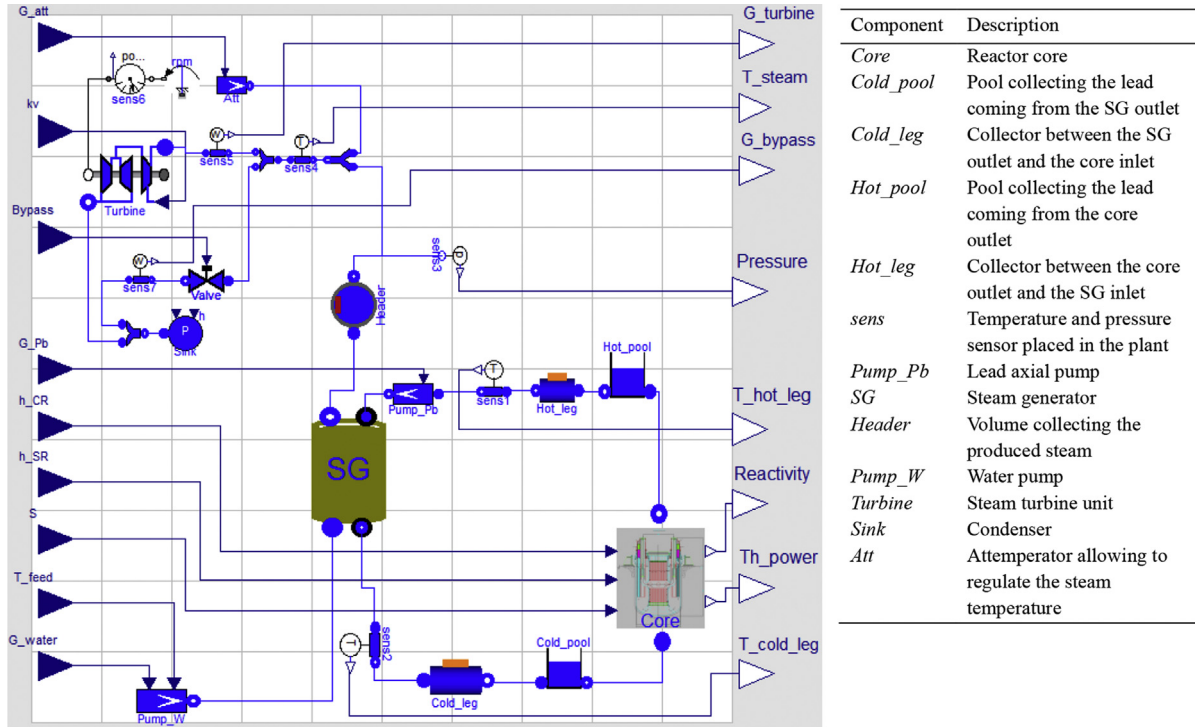 G_att
G_turbine
po...
rpm
sens6
Att
T_steam
kv
W
sens5
T
sens4
G_bypass
Turbine
Bypass
W
sens7
Valve
sens3
p
Pressure
Header
h
P
Sink
G_Pb
Hot_pool
T
Pump_Pb
sens1
Hot_leg
T_hot_leg
h_CR
SG
h_SR
Reactivity
S
Th_power
T_feed
Core
G_water
T
sens2
Cold_pool
T_cold_leg
Cold_leg
Pump_W
Component Description
Core Reactor core
Cold_pool Pool collecting the lead
coming from the SG outlet
Cold_leg Collector between the SG
outlet and the core inlet
Hot_pool Pool collecting the lead
coming from the core
outlet
Hot_leg Collector between the core
outlet and the SG inlet
sens Temperature and pressure
sensor placed in the plant
Pump_Pb Lead axial pump
SG Steam generator
Header Volume collecting the
produced steam
Pump_W Water pump
Turbine Steam turbine unit
Sink Condenser
Att Attemperator allowing to
regulate the steam
temperature